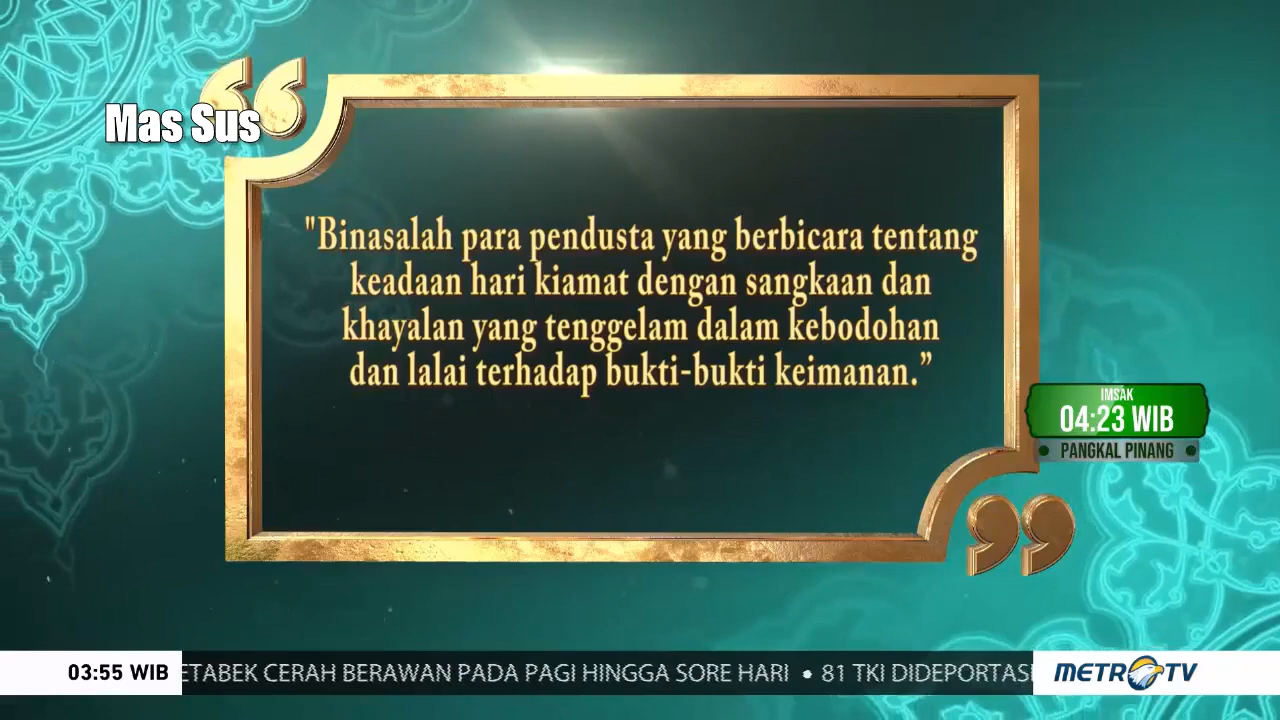 Mas Sus
"Binasalah para pendusta yang berbicara tentang
keadaan hari kiamat dengan sangkaan dan
khayalan yang tenggelam dalam kebodohan
dan lalai terhadap bukti-bukti keimanan.”
IMSAK
04:23 WIB
• PANGKAL PINANG •
03:55 WIB
ETABEK CERAH BERAWAN PADA PAGI HINGGA SORE HARI • 81 TKI DIDEPORTASI
METRO TV